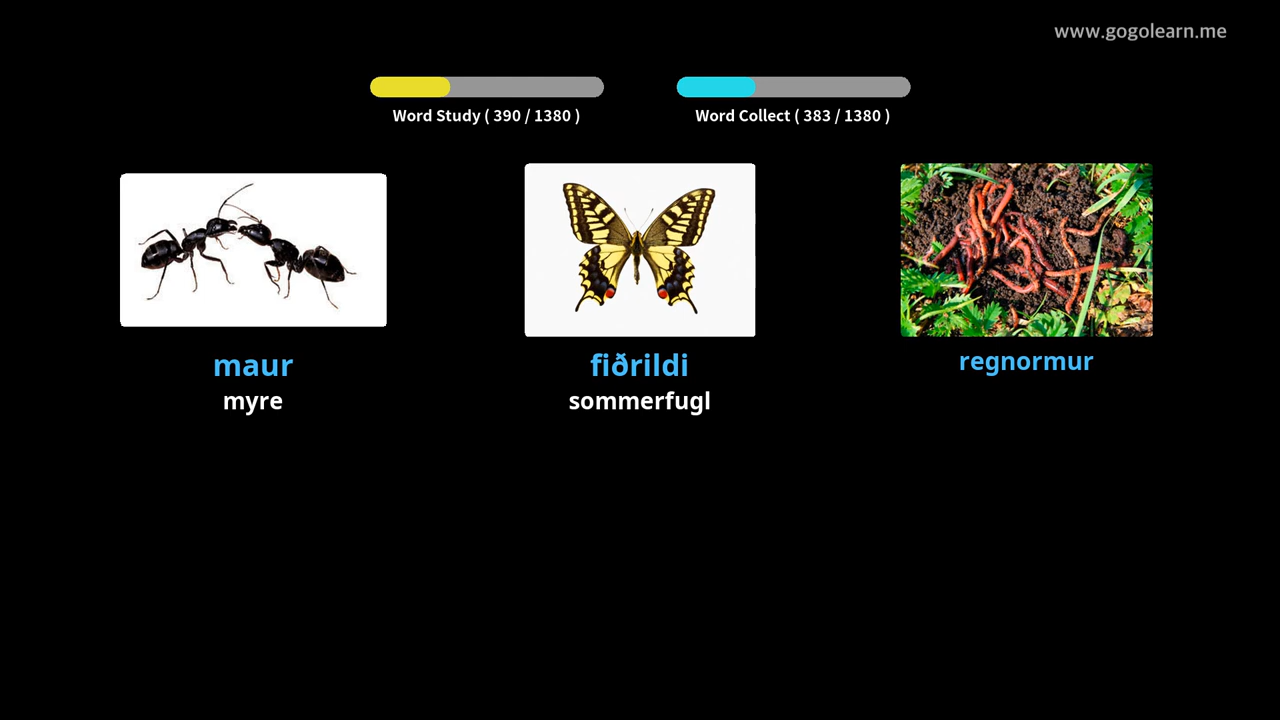 www.gogolearn.me
Word Study ( 390 / 1380 )
Word Collect ( 383 / 1380 )
maur
myre
fiðrildi
sommerfugl
regnormur